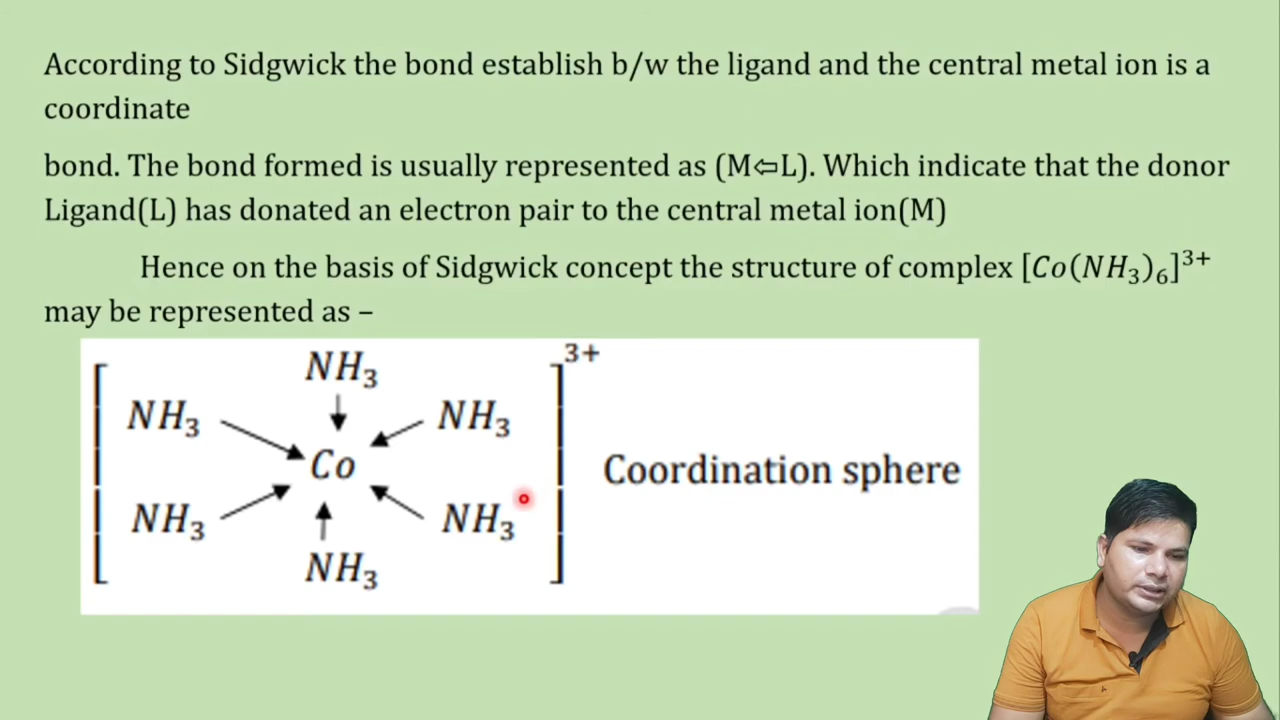 According to Sidgwick the bond establish b/w the ligand and the central metal ion is a
coordinate
bond. The bond formed is usually represented as (M⇦L). Which indicate that the donor
Ligand(L) has donated an electron pair to the central metal ion(M)
Hence on the basis of Sidgwick concept the structure of complex [Co(NH₃)₆]³⁺
may be represented as –
NH₃ 3+
NH₃ NH₃
Co Coordination sphere
NH₃ NH₃
NH₃